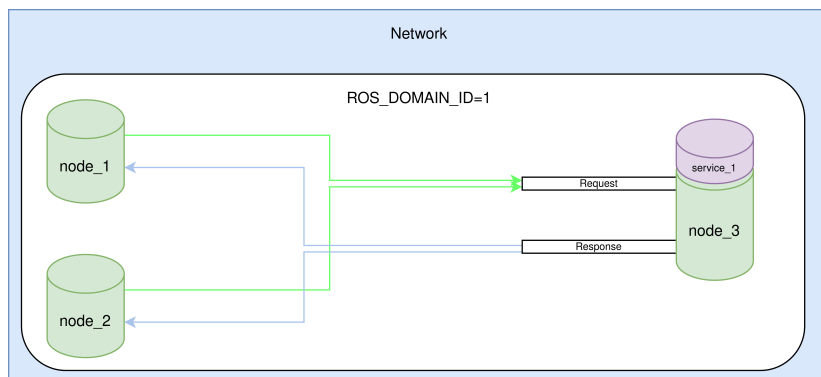 Network
ROS_DOMAIN_ID=1
node_1
service_1
Request
node_3
Response
node_2